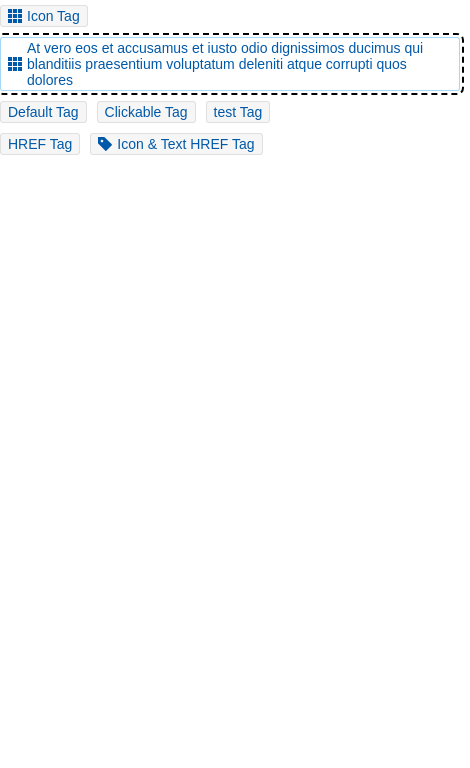 Icon Tag
At vero eos et accusamus et iusto odio dignissimos ducimus qui
blanditiis praesentium voluptatum deleniti atque corrupti quos
dolores
Default Tag Clickable Tag test Tag
HREF Tag Icon & Text HREF Tag